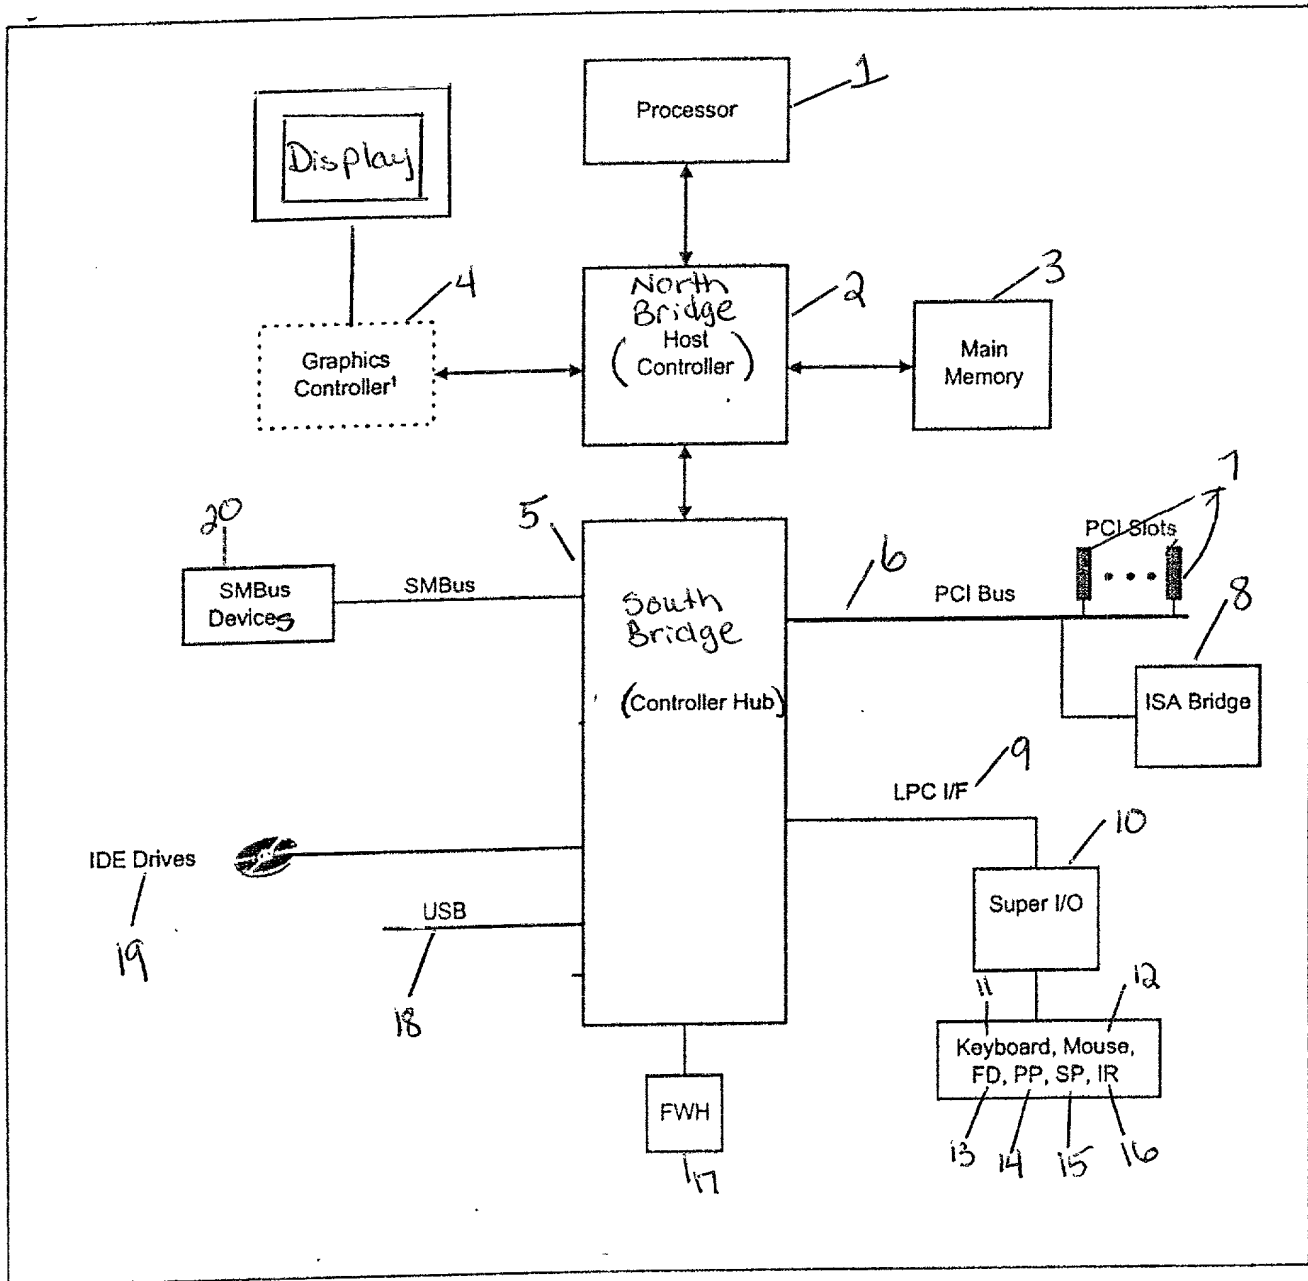 1
Processor
Display
4
North
Bridge
2
3
(Host
Controller)
Main
Memory
Graphics
Controller¹
20
5
6
7
PCI Slots
SMBus
Devices
SMBus
PCI Bus
8
South
Bridge
(Controller Hub)
ISA Bridge
9
LPC I/F
10
IDE Drives
19
Super I/O
USB
18
11
12
Keyboard, Mouse,
FD, PP, SP, IR
13 14 15 16
FWH
17